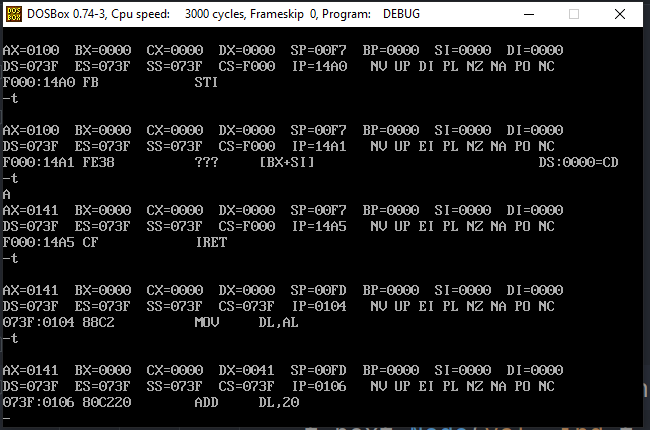 DOSBox 0.74-3, Cpu speed: 3000 cycles, Frameskip 0, Program: DEBUG
AX=0100 BX=0000 CX=0000 DX=0000 SP=00F7 BP=0000 SI=0000 DI=0000
DS=073F ES=073F SS=073F CS=F000 IP=14A0 NV UP DI PL NZ NA PO NC
F000:14A0 FB STI
-t
AX=0100 BX=0000 CX=0000 DX=0000 SP=00F7 BP=0000 SI=0000 DI=0000
DS=073F ES=073F SS=073F CS=F000 IP=14A1 NV UP EI PL NZ NA PO NC
F000:14A1 FE38 ??? [BX+SI] DS:0000=CD
-t
A
AX=0141 BX=0000 CX=0000 DX=0000 SP=00F7 BP=0000 SI=0000 DI=0000
DS=073F ES=073F SS=073F CS=F000 IP=14A5 NV UP EI PL NZ NA PO NC
F000:14A5 CF IRET
-t
AX=0141 BX=0000 CX=0000 DX=0000 SP=00FD BP=0000 SI=0000 DI=0000
DS=073F ES=073F SS=073F CS=073F IP=0104 NV UP EI PL NZ NA PO NC
073F:0104 88C2 MOV DL,AL
-t
AX=0141 BX=0000 CX=0000 DX=0041 SP=00FD BP=0000 SI=0000 DI=0000
DS=073F ES=073F SS=073F CS=073F IP=0106 NV UP EI PL NZ NA PO NC
073F:0106 80C220 ADD DL,20
-